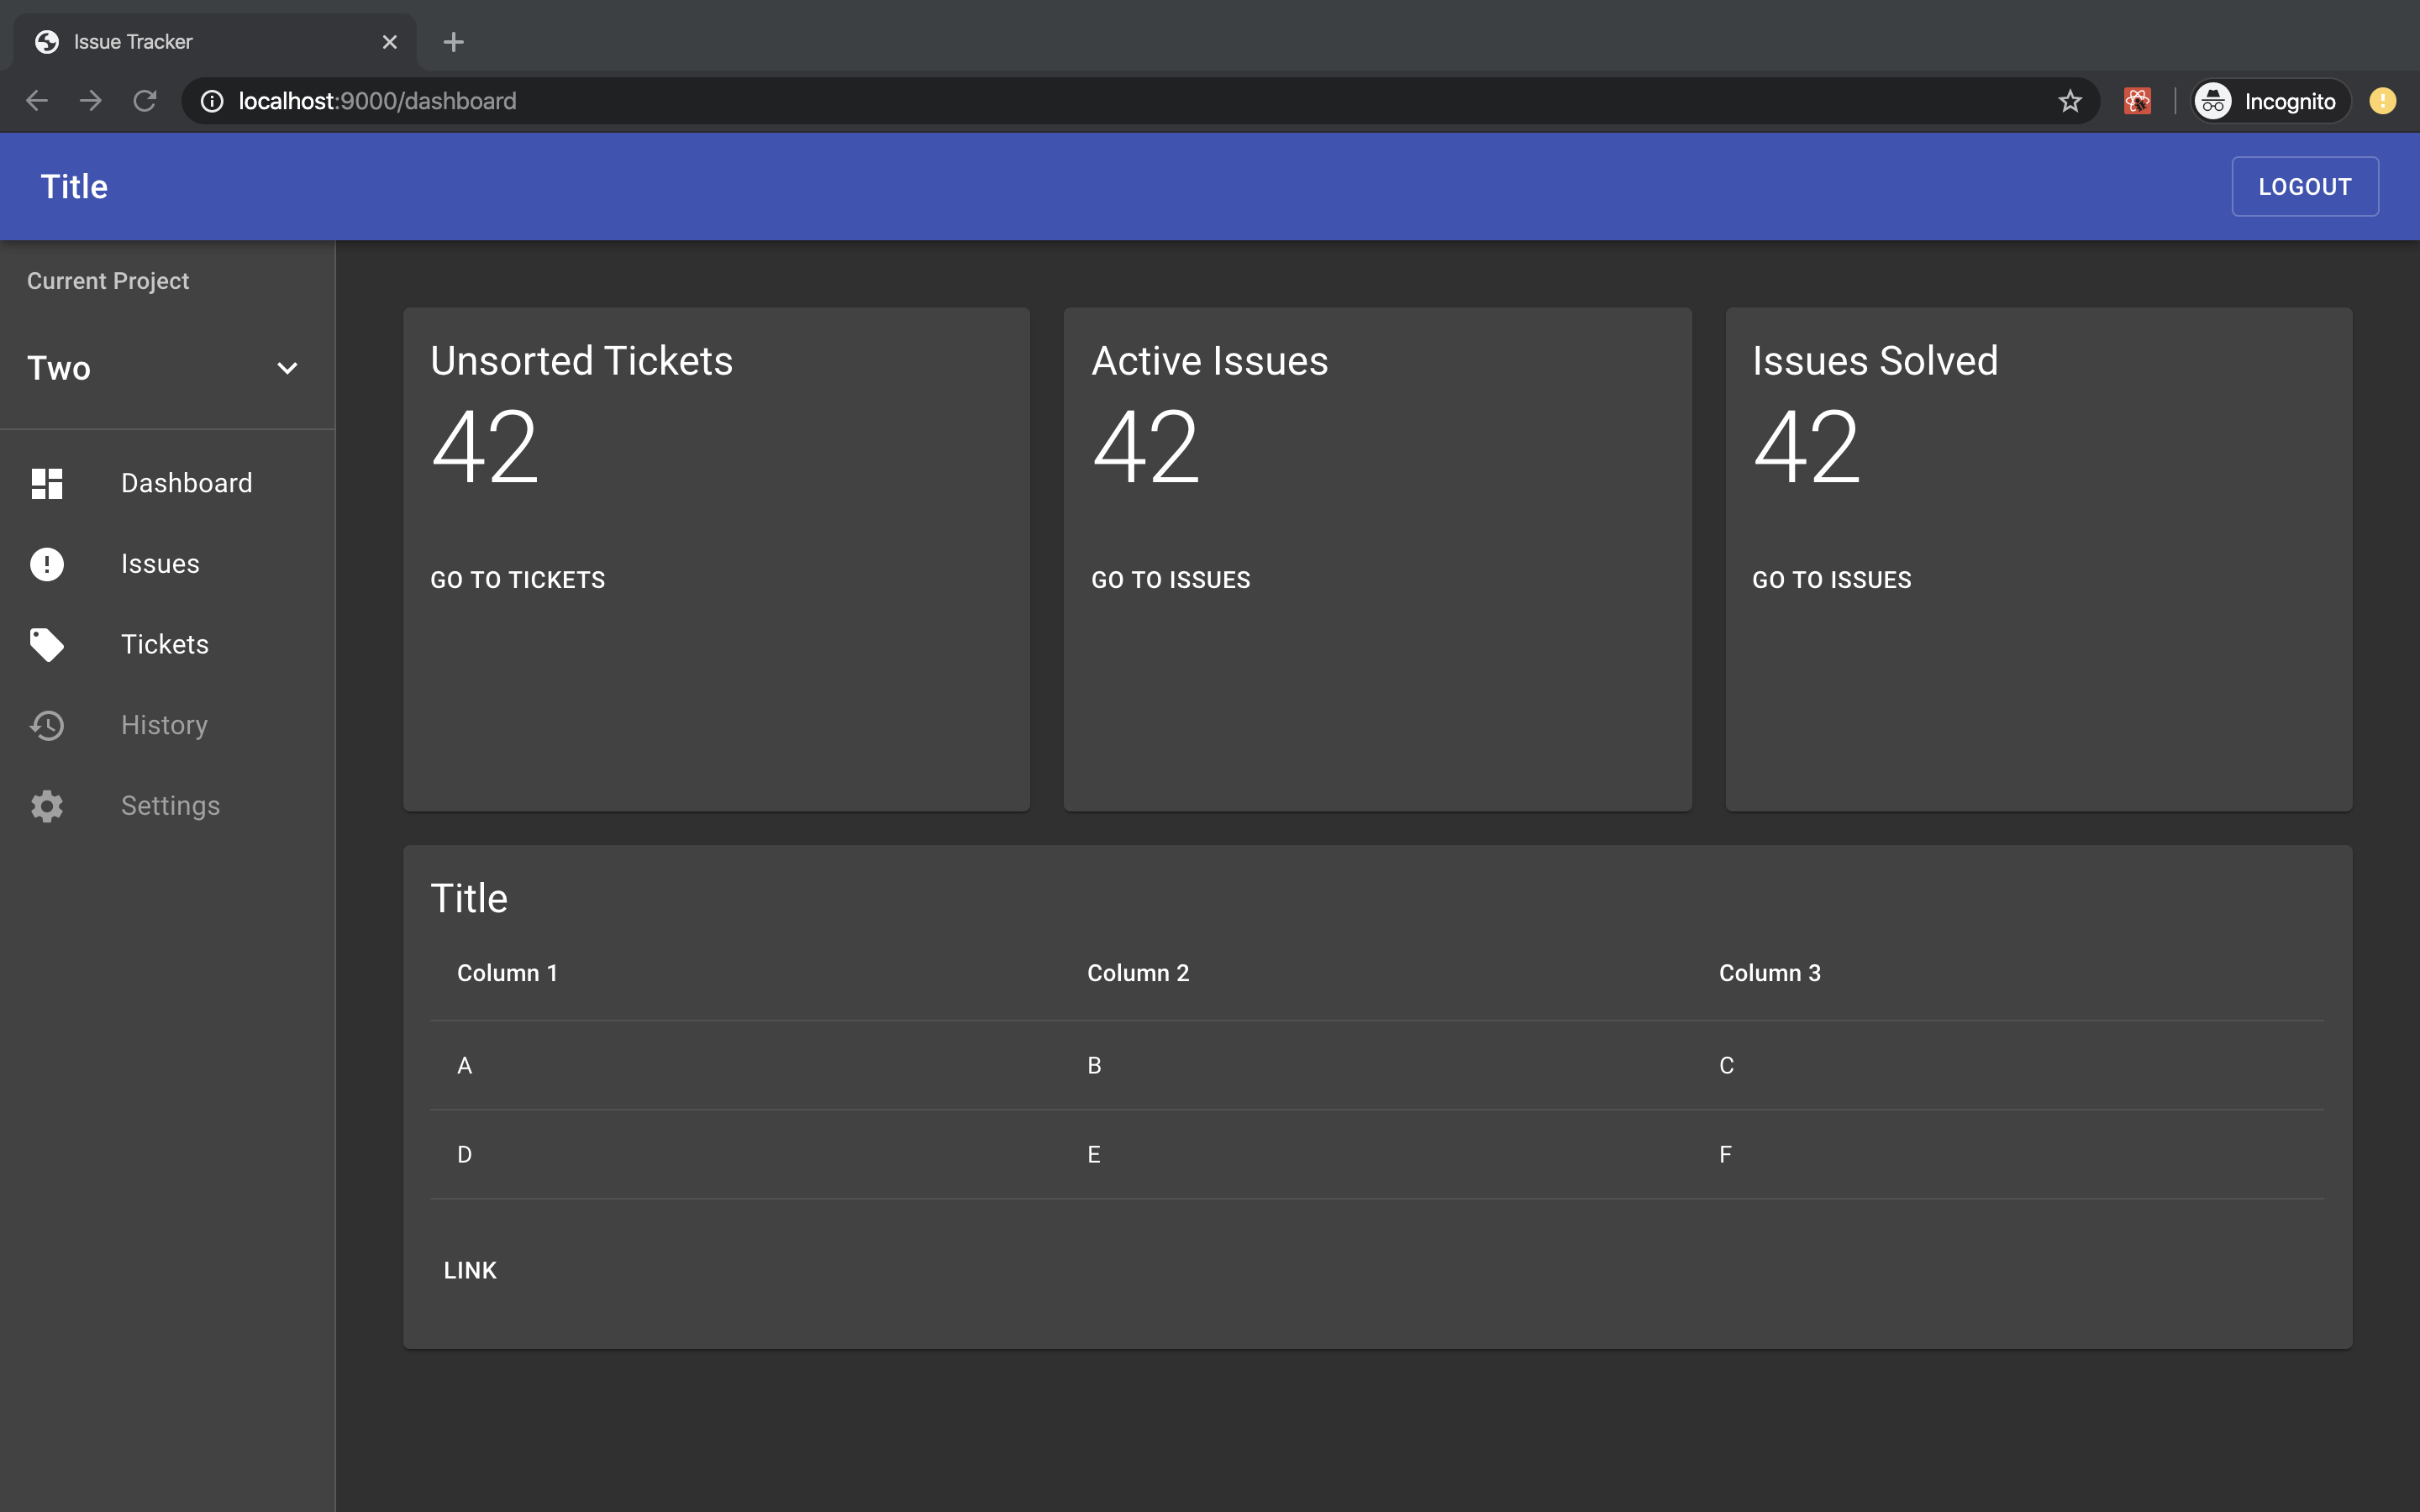 Issue Tracker
localhost:9000/dashboard
Incognito
Title
LOGOUT
Current Project
Two
Dashboard
Issues
Tickets
History
Settings
Unsorted Tickets
42
GO TO TICKETS
Active Issues
42
GO TO ISSUES
Issues Solved
42
GO TO ISSUES
Title
Column 1 Column 2 Column 3
A B C
D E F
LINK